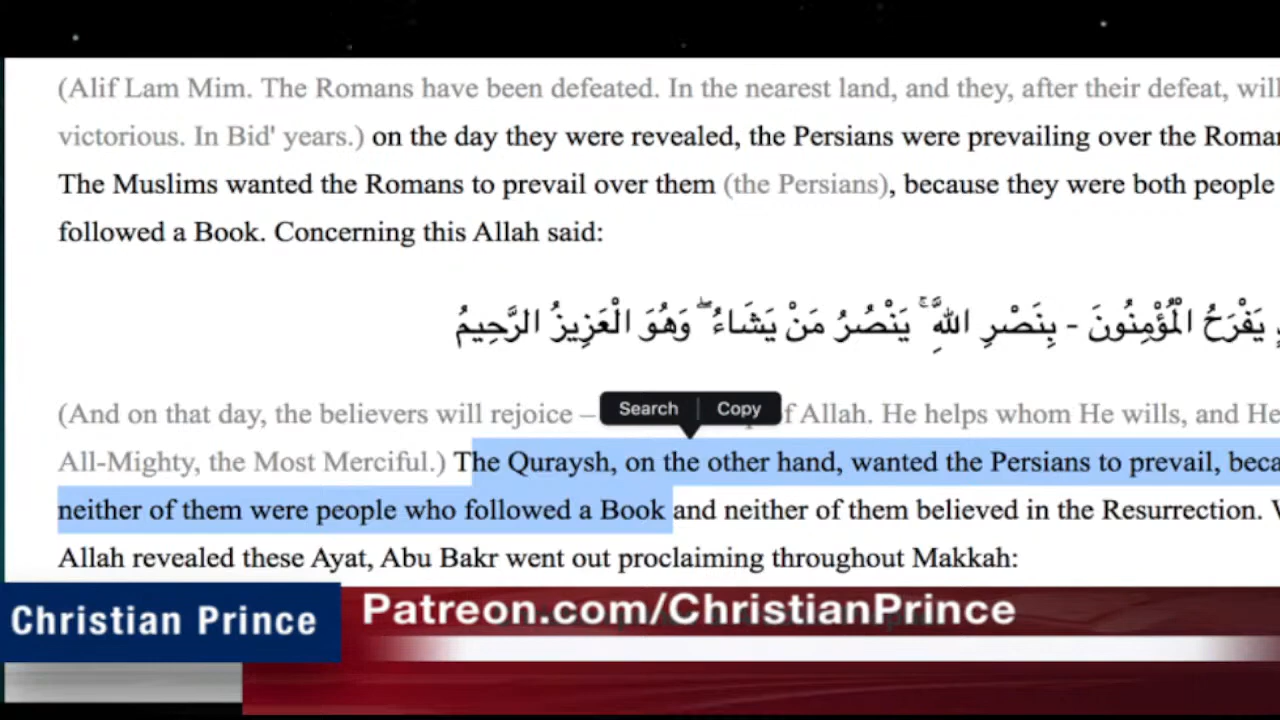 (Alif Lam Mim. The Romans have been defeated. In the nearest land, and they, after their defeat, will
victorious. In Bid' years.) on the day they were revealed, the Persians were prevailing over the
The Muslims wanted the Romans to prevail over them (the Persians), because they were both people
followed a Book. Concerning this Allah said:
يَفْرَحُ الْمُؤْمِنُونَ - بِنَصْرِ اللَّهِ ۚ يَنْصُرُ مَنْ يَشَاءُ ۖ وَهُوَ الْعَزِيزُ الرَّحِيمُ
Search Copy
(And on that day, the believers will rejoice – of Allah. He helps whom He wills, and He
All-Mighty, the Most Merciful.) The Quraysh, on the other hand, wanted the Persians to prevail,
neither of them were people who followed a Book and neither of them believed in the Resurrection.
Allah revealed these Ayat, Abu Bakr went out proclaiming throughout Makkah:
Christian Prince
Patreon.com/ChristianPrince